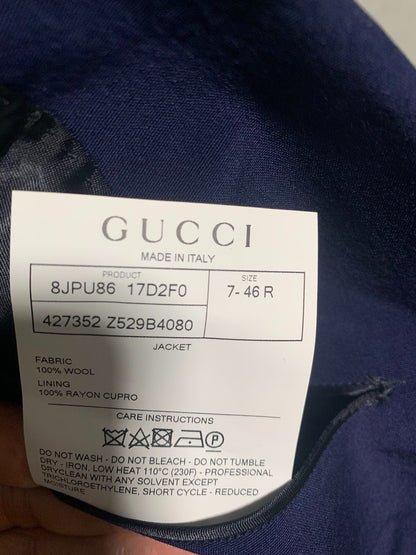 GUCCI
MADE IN ITALY
PRODUCT SIZE
8JPU86 17D2F0 7- 46 R
427352 Z529B4080
JACKET
FABRIC
100% WOOL
LINING
100% RAYON CUPRO
CARE INSTRUCTIONS
P
DO NOT WASH - DO NOT BLEACH - DO NOT TUMBLE
DRY - IRON, LOW HEAT 110°C (230F) - PROFESSIONAL
DRYCLEAN WITH ANY SOLVENT EXCEPT
TRICHLOROETHYLENE, SHORT CYCLE - REDUCED
MOISTURE